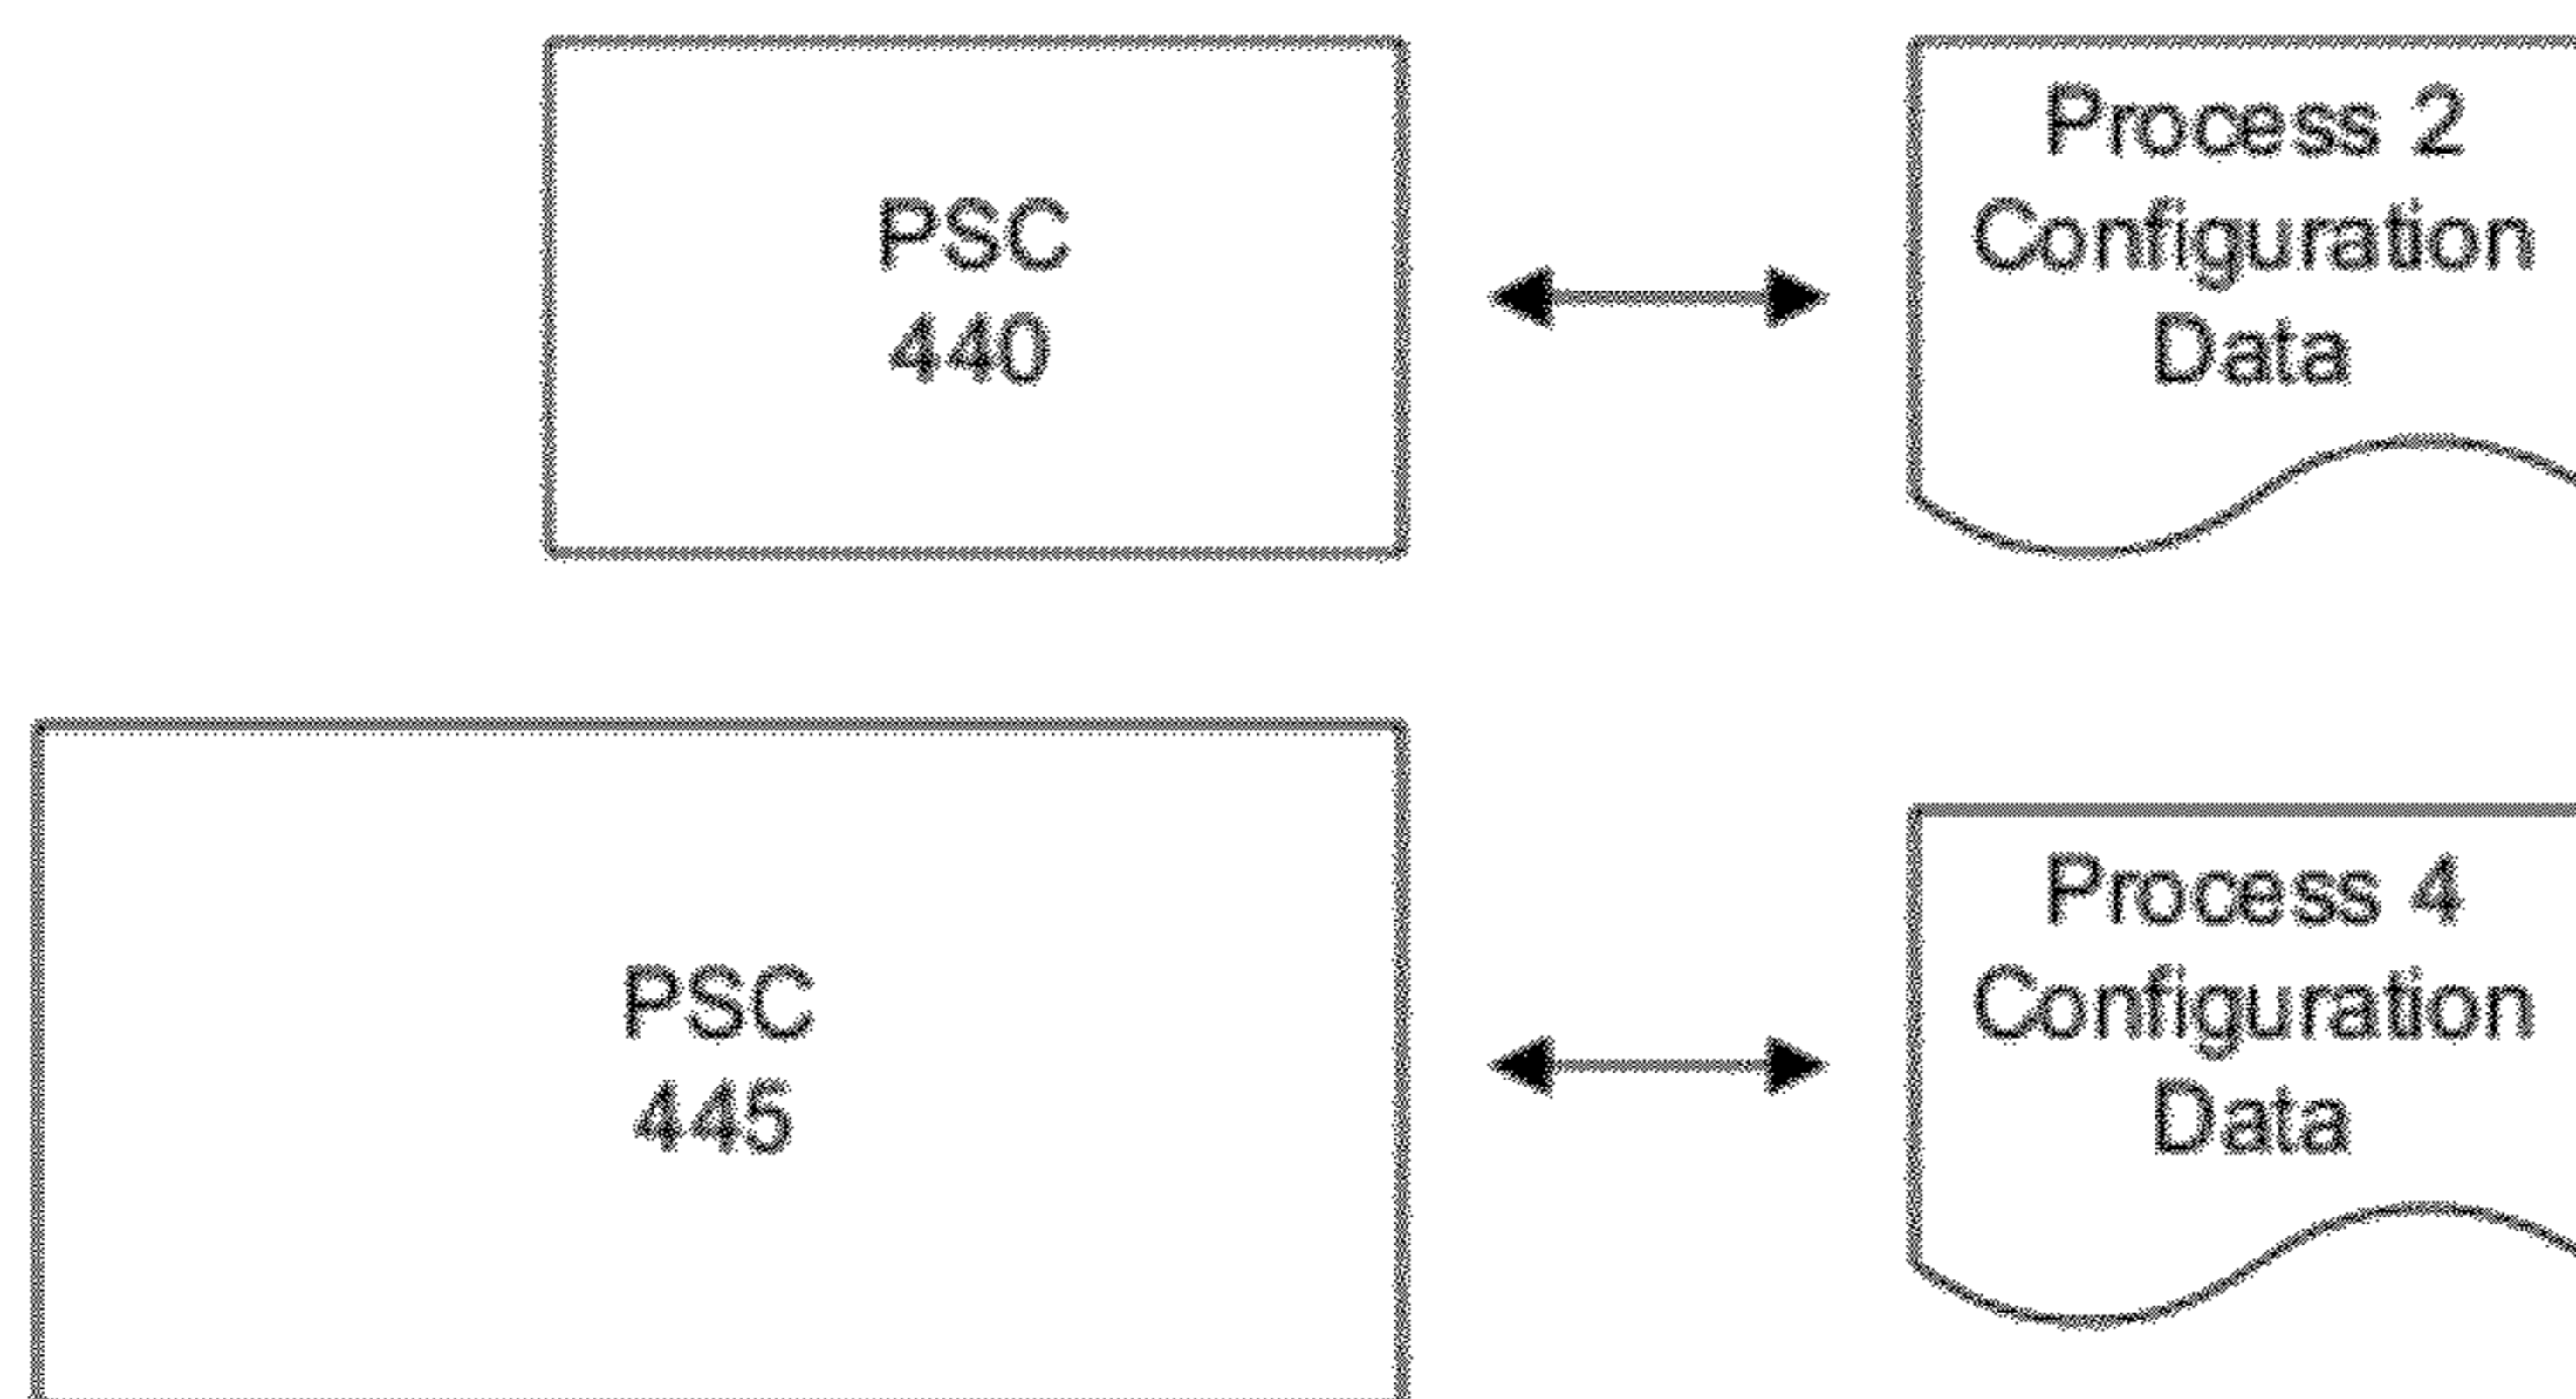 PSC
440
Process 2
Configuration
Data
PSC
445
Process 4
Configuration
Data